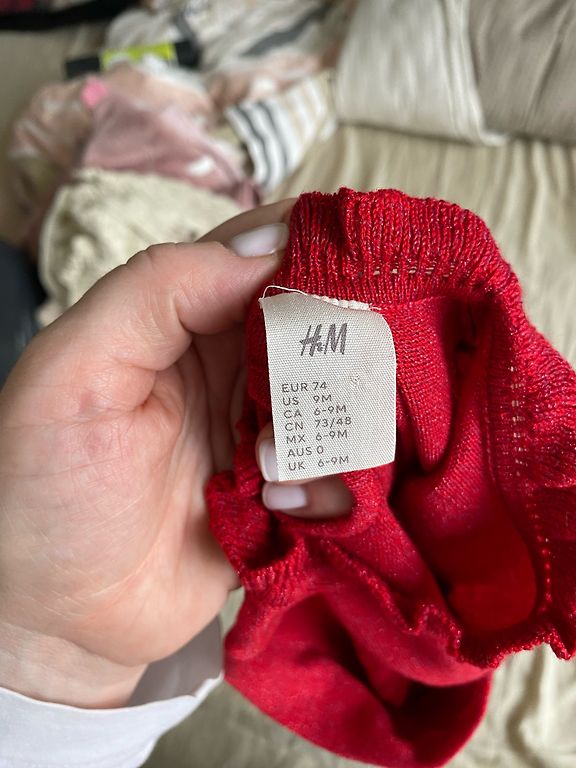 H&M
EUR 74
US 9M
CA 6-9M
CN 73/48
MX 6-9M
AUS 0
UK 6-9M